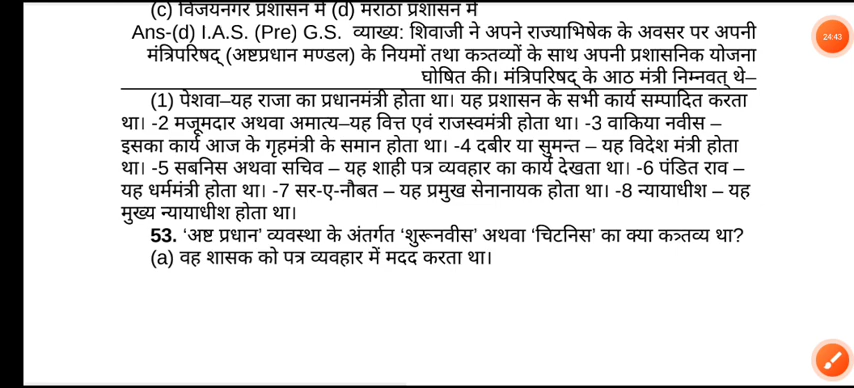 (c) विजयनगर प्रशासन में (d) मराठा प्रशासन में
Ans-(d) I.A.S. (Pre) G.S. व्याख्य: शिवाजी ने अपने राज्याभिषेक के अवसर पर अपनी
मंत्रिपरिषद् (अष्टप्रधान मण्डल) के नियमों तथा कत्र्तव्यों के साथ अपनी प्रशासनिक योजना
घोषित की। मंत्रिपरिषद् के आठ मंत्री निम्नवत् थे–
(1) पेशवा–यह राजा का प्रधानमंत्री होता था। यह प्रशासन के सभी कार्य सम्पादित करता
था। -2 मजूमदार अथवा अमात्य–यह वित्त एवं राजस्वमंत्री होता था। -3 वाकिया नवीस –
इसका कार्य आज के गृहमंत्री के समान होता था। -4 दबीर या सुमन्त – यह विदेश मंत्री होता
था। -5 सबनिस अथवा सचिव – यह शाही पत्र व्यवहार का कार्य देखता था। -6 पंडित राव –
यह धर्ममंत्री होता था। -7 सर-ए-नौबत – यह प्रमुख सेनानायक होता था। -8 न्यायाधीश – यह
मुख्य न्यायाधीश होता था।
53. ‘अष्ट प्रधान’ व्यवस्था के अंतर्गत ‘शुरूनवीस’ अथवा ‘चिटनिस’ का क्या कत्र्तव्य था?
(a) वह शासक को पत्र व्यवहार में मदद करता था।
24:43